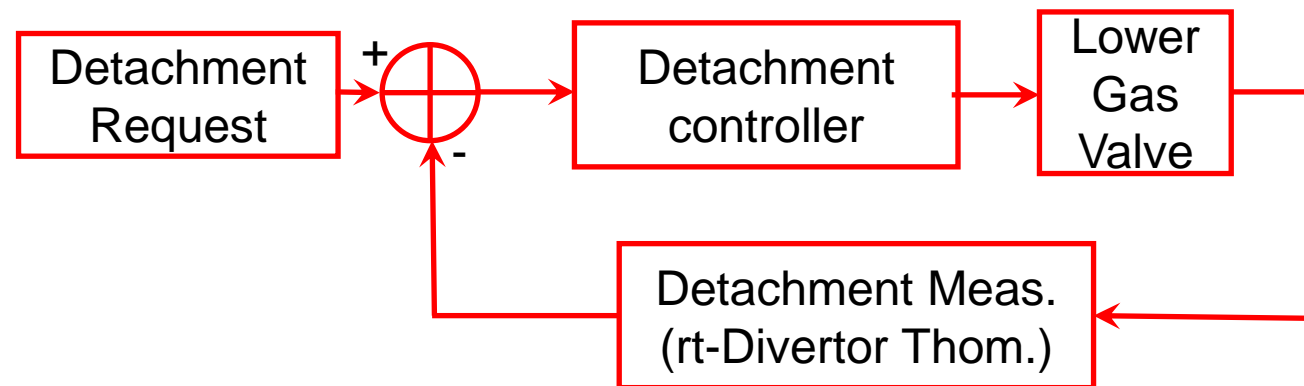 Detachment
Request
+
-
Detachment
controller
Lower
Gas
Valve
Detachment Meas.
(rt-Divertor Thom.)